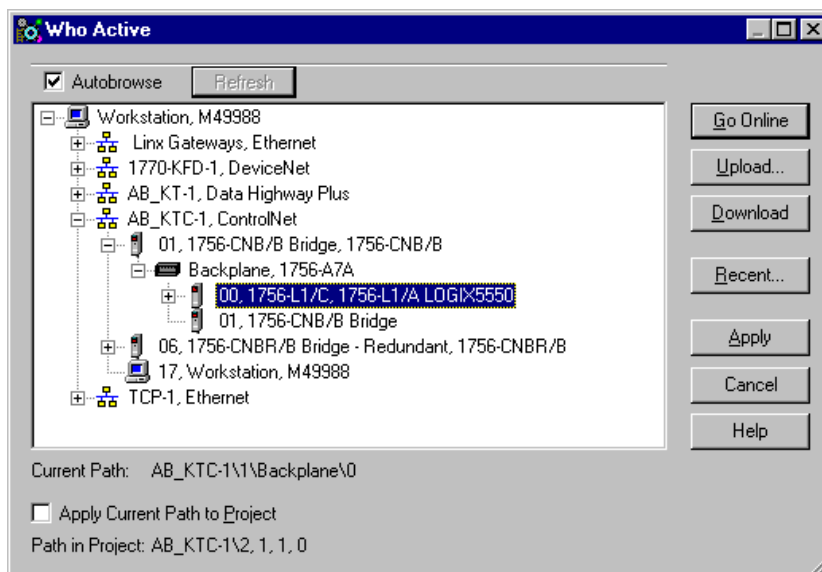 Who Active
Autobrowse Refresh
Workstation, M49988
Linx Gateways, Ethernet
1770-KFD-1, DeviceNet
AB_KT-1, Data Highway Plus
AB_KTC-1, ControlNet
01, 1756-CNB/B Bridge, 1756-CNB/B
Backplane, 1756-A7A
00, 1756-L1/C, 1756-L1/A LOGIX5550
01, 1756-CNB/B Bridge
06, 1756-CNBR/B Bridge - Redundant, 1756-CNBR/B
17, Workstation, M49988
TCP-1, Ethernet
Go Online
Upload...
Download
Recent...
Apply
Cancel
Help
Current Path: AB_KTC-1\1\Backplane\0
Apply Current Path to Project
Path in Project: AB_KTC-1\2, 1, 1, 0